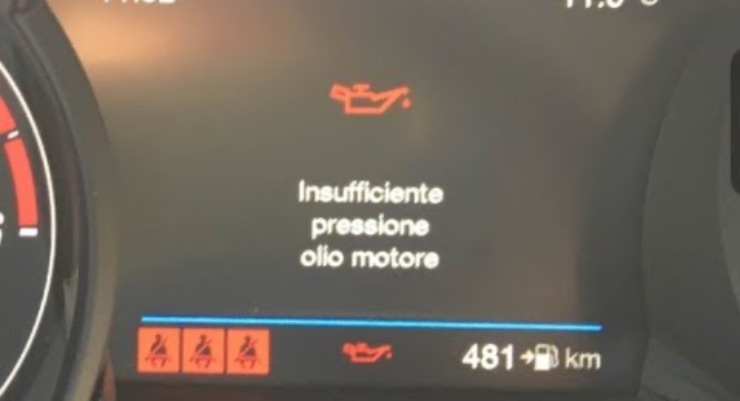 Insufficiente
pressione
olio motore
481 km